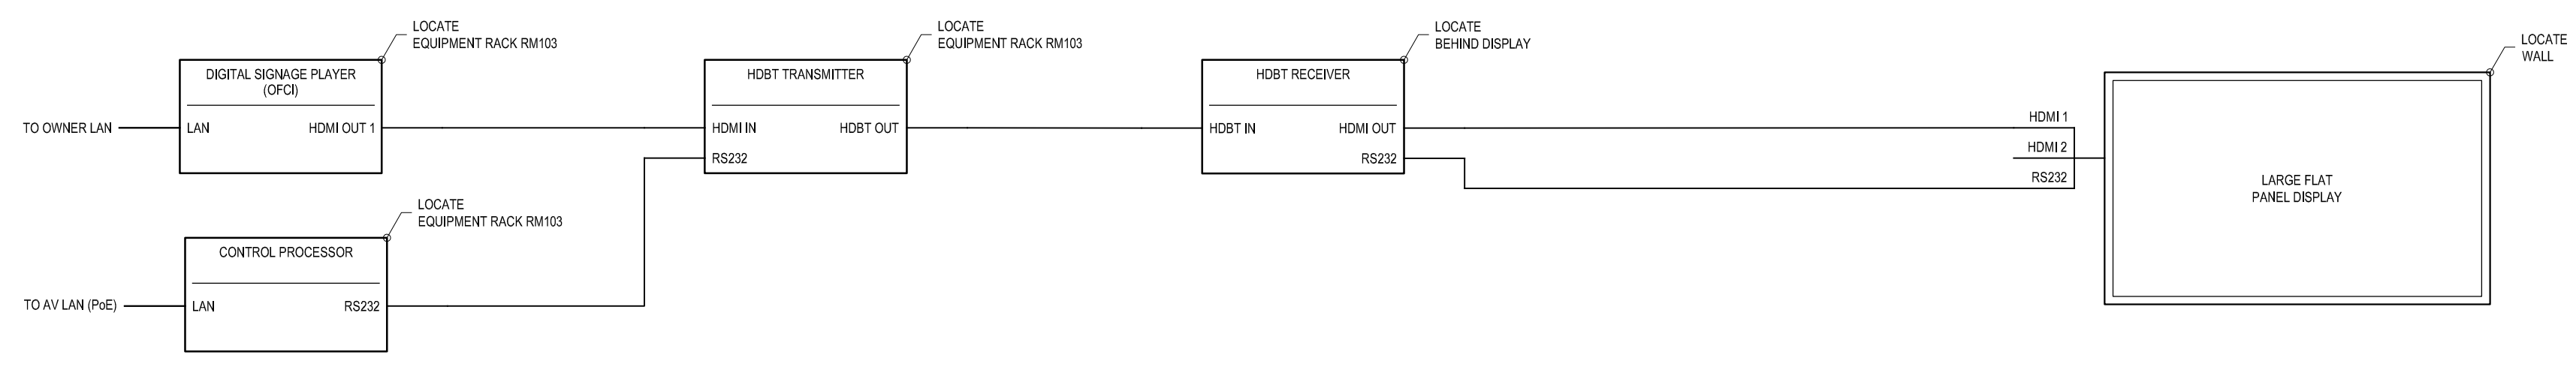 LOCATE
EQUIPMENT RACK RM103
DIGITAL SIGNAGE PLAYER
(OFCI)
TO OWNER LAN
LAN
HDMI OUT 1
LOCATE
EQUIPMENT RACK RM103
HDBT TRANSMITTER
HDMI IN
HDBT OUT
RS232
LOCATE
BEHIND DISPLAY
HDBT RECEIVER
HDBT IN
HDMI OUT
RS232
HDMI 1
HDMI 2
RS232
LOCATE
WALL
LARGE FLAT
PANEL DISPLAY
LOCATE
EQUIPMENT RACK RM103
CONTROL PROCESSOR
TO AV LAN (PoE)
LAN
RS232